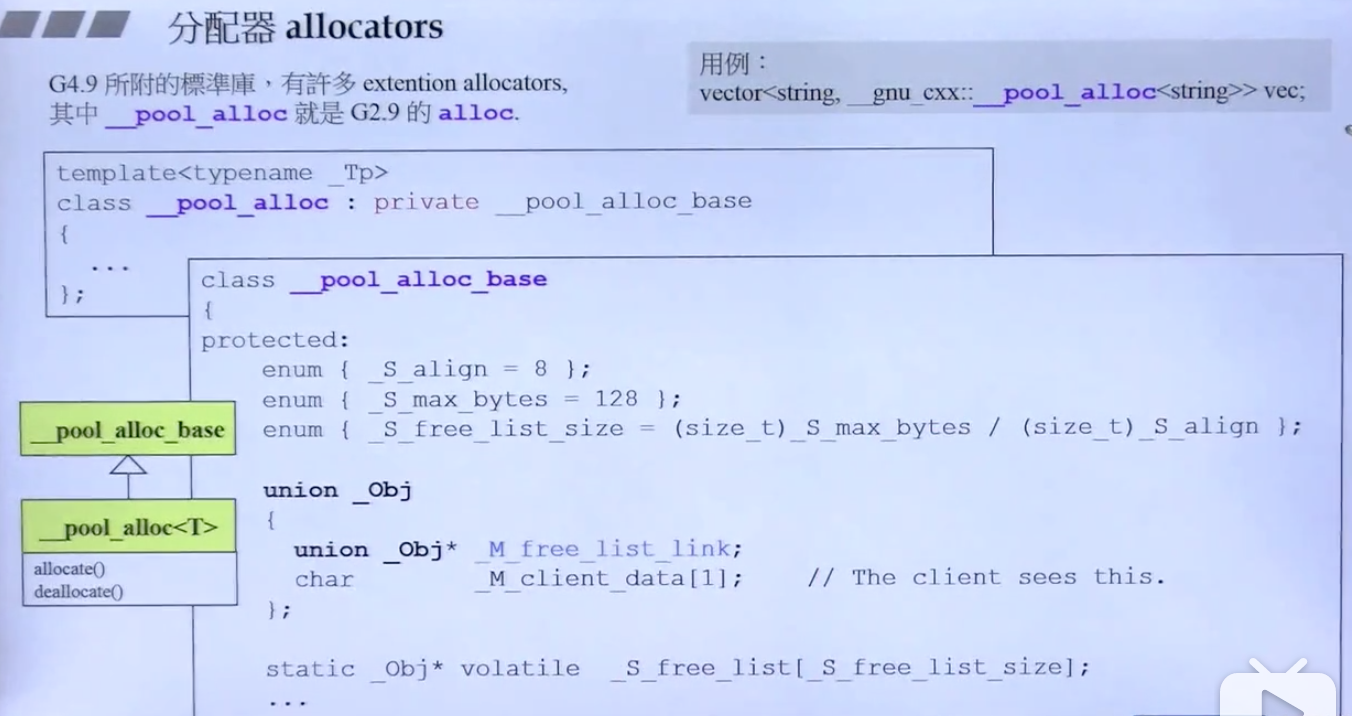 分配器 allocators
G4.9 所附的標準庫，有許多 extention allocators,
其中 __pool_alloc 就是 G2.9 的 alloc.
用例：
vector<string, __gnu_cxx::__pool_alloc<string>> vec;
template<typename _Tp>
class __pool_alloc : private __pool_alloc_base
{
...
};
class __pool_alloc_base
{
protected:
enum { _S_align = 8 };
enum { _S_max_bytes = 128 };
enum { _S_free_list_size = (size_t)_S_max_bytes / (size_t)_S_align };
union _Obj
{
union _Obj* _M_free_list_link;
char _M_client_data[1]; // The client sees this.
};
static _Obj* volatile _S_free_list[_S_free_list_size];
...
__pool_alloc_base
__pool_alloc<T>
allocate()
deallocate()